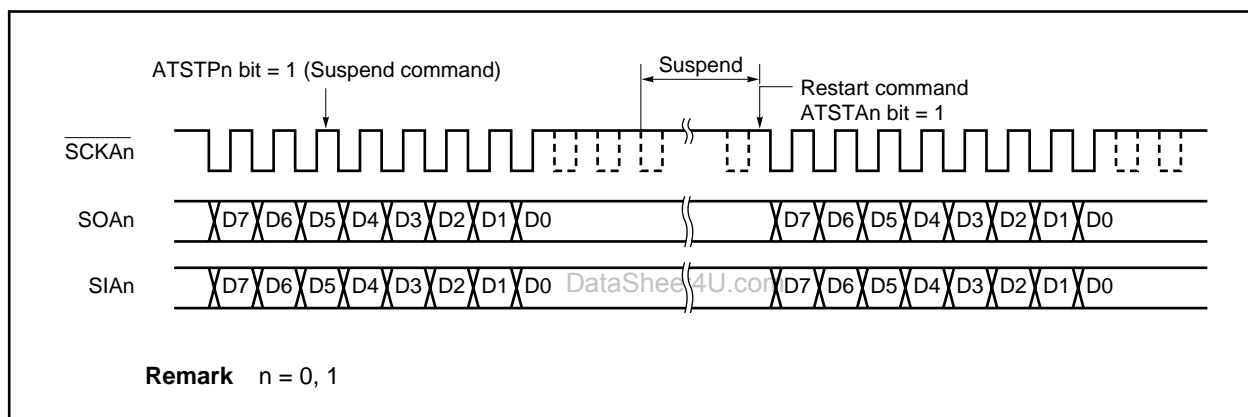 ATSTPn bit = 1 (Suspend command)
Suspend
Restart command
ATSTAn bit = 1
SCKAn
SOAn D7 D6 D5 D4 D3 D2 D1 D0 D7 D6 D5 D4 D3 D2 D1 D0
SIAn D7 D6 D5 D4 D3 D2 D1 D0 D7 D6 D5 D4 D3 D2 D1 D0
DataSheet4U.com
Remark n = 0, 1